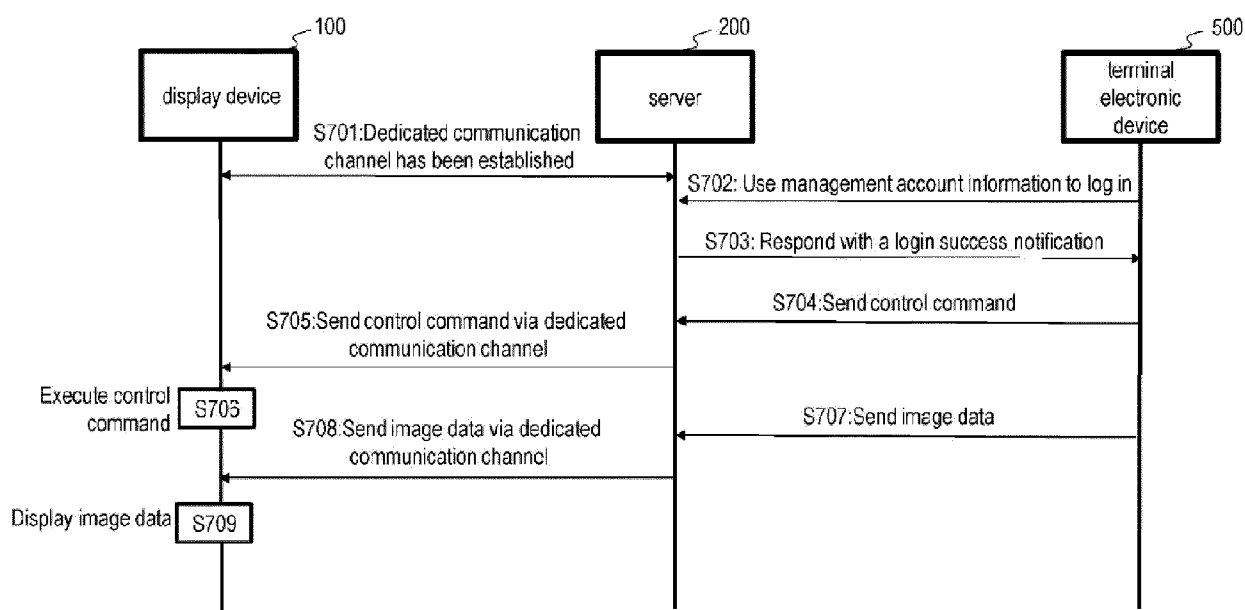 100
200
500
display device
server
terminal
electronic
device
S701:Dedicated communication
channel has been established
S702: Use management account information to log in
S703: Respond with a login success notification
S704:Send control command
S705:Send control command via dedicated
communication channel
Execute control
command
S706
S707:Send image data
S708:Send image data via dedicated
communication channel
Display image data
S709